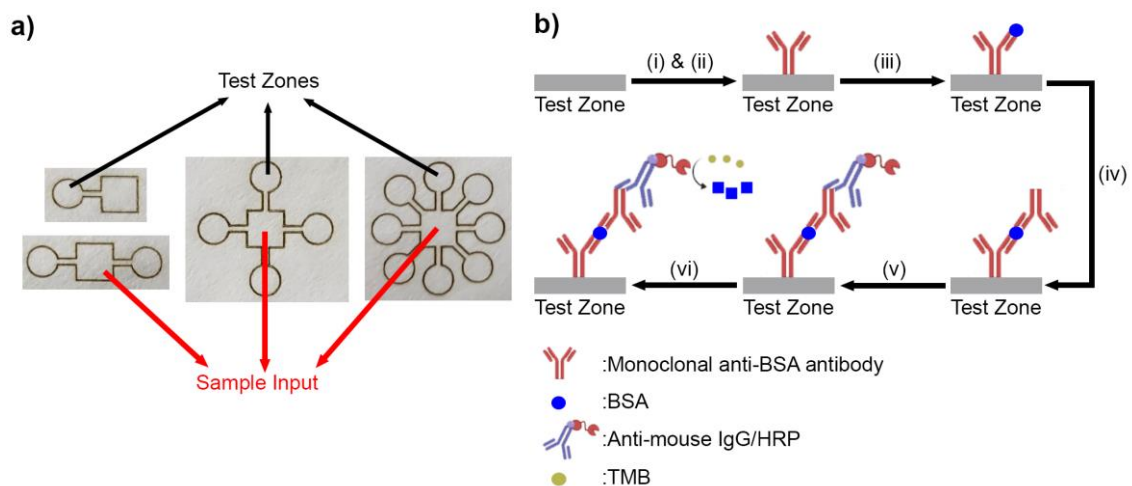 a)
Test Zones
Sample Input
b)
(i) & (ii)
(iii)
Test Zone
Test Zone
Test Zone
(iv)
(vi)
(v)
Test Zone
Test Zone
Test Zone
:Monoclonal anti-BSA antibody
:BSA
:Anti-mouse IgG/HRP
:TMB